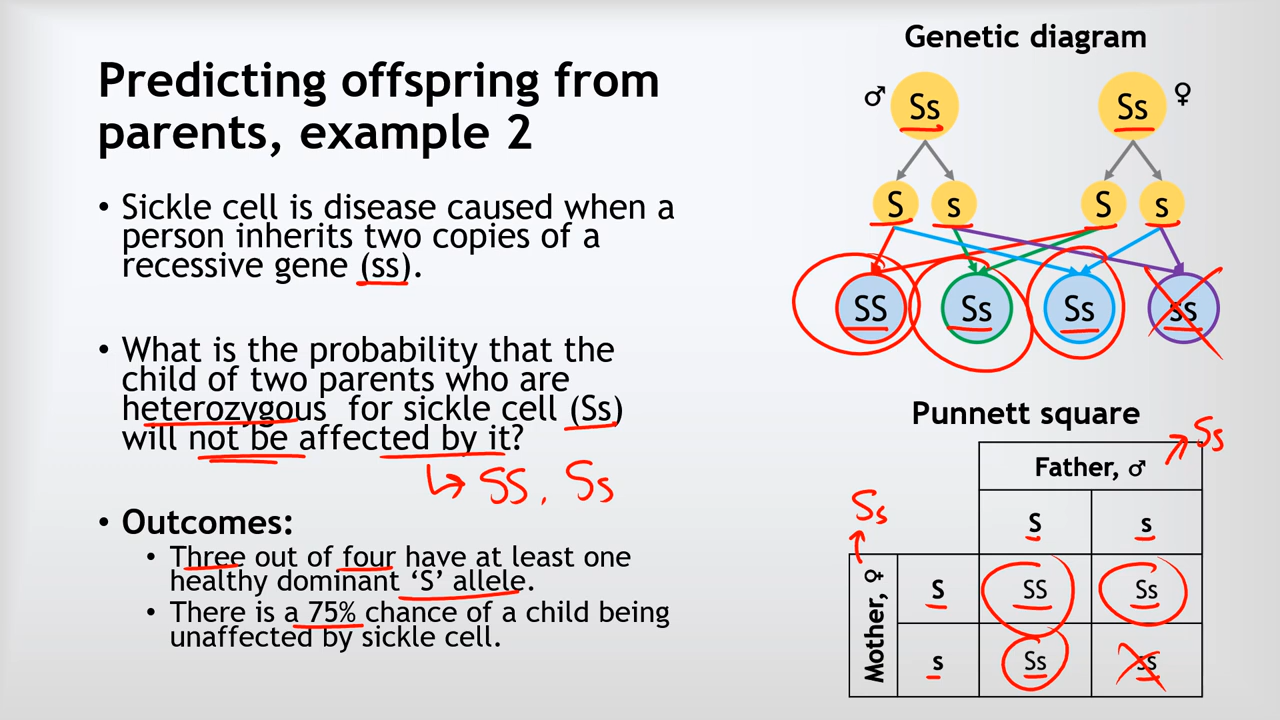 Predicting offspring from
parents, example 2
• Sickle cell is disease caused when a
person inherits two copies of a
recessive gene (ss).
• What is the probability that the
child of two parents who are
heterozygous for sickle cell (Ss)
will not be affected by it?
↳ SS, Ss
• Outcomes:
• Three out of four have at least one
healthy dominant ‘S’ allele.
• There is a 75% chance of a child being
unaffected by sickle cell.
Genetic diagram
♂ Ss Ss ♀
S s S s
SS Ss Ss ss
Punnett square
Ss
Father, ♂
Ss
S s
Mother, ♀
S SS Ss
s Ss ss